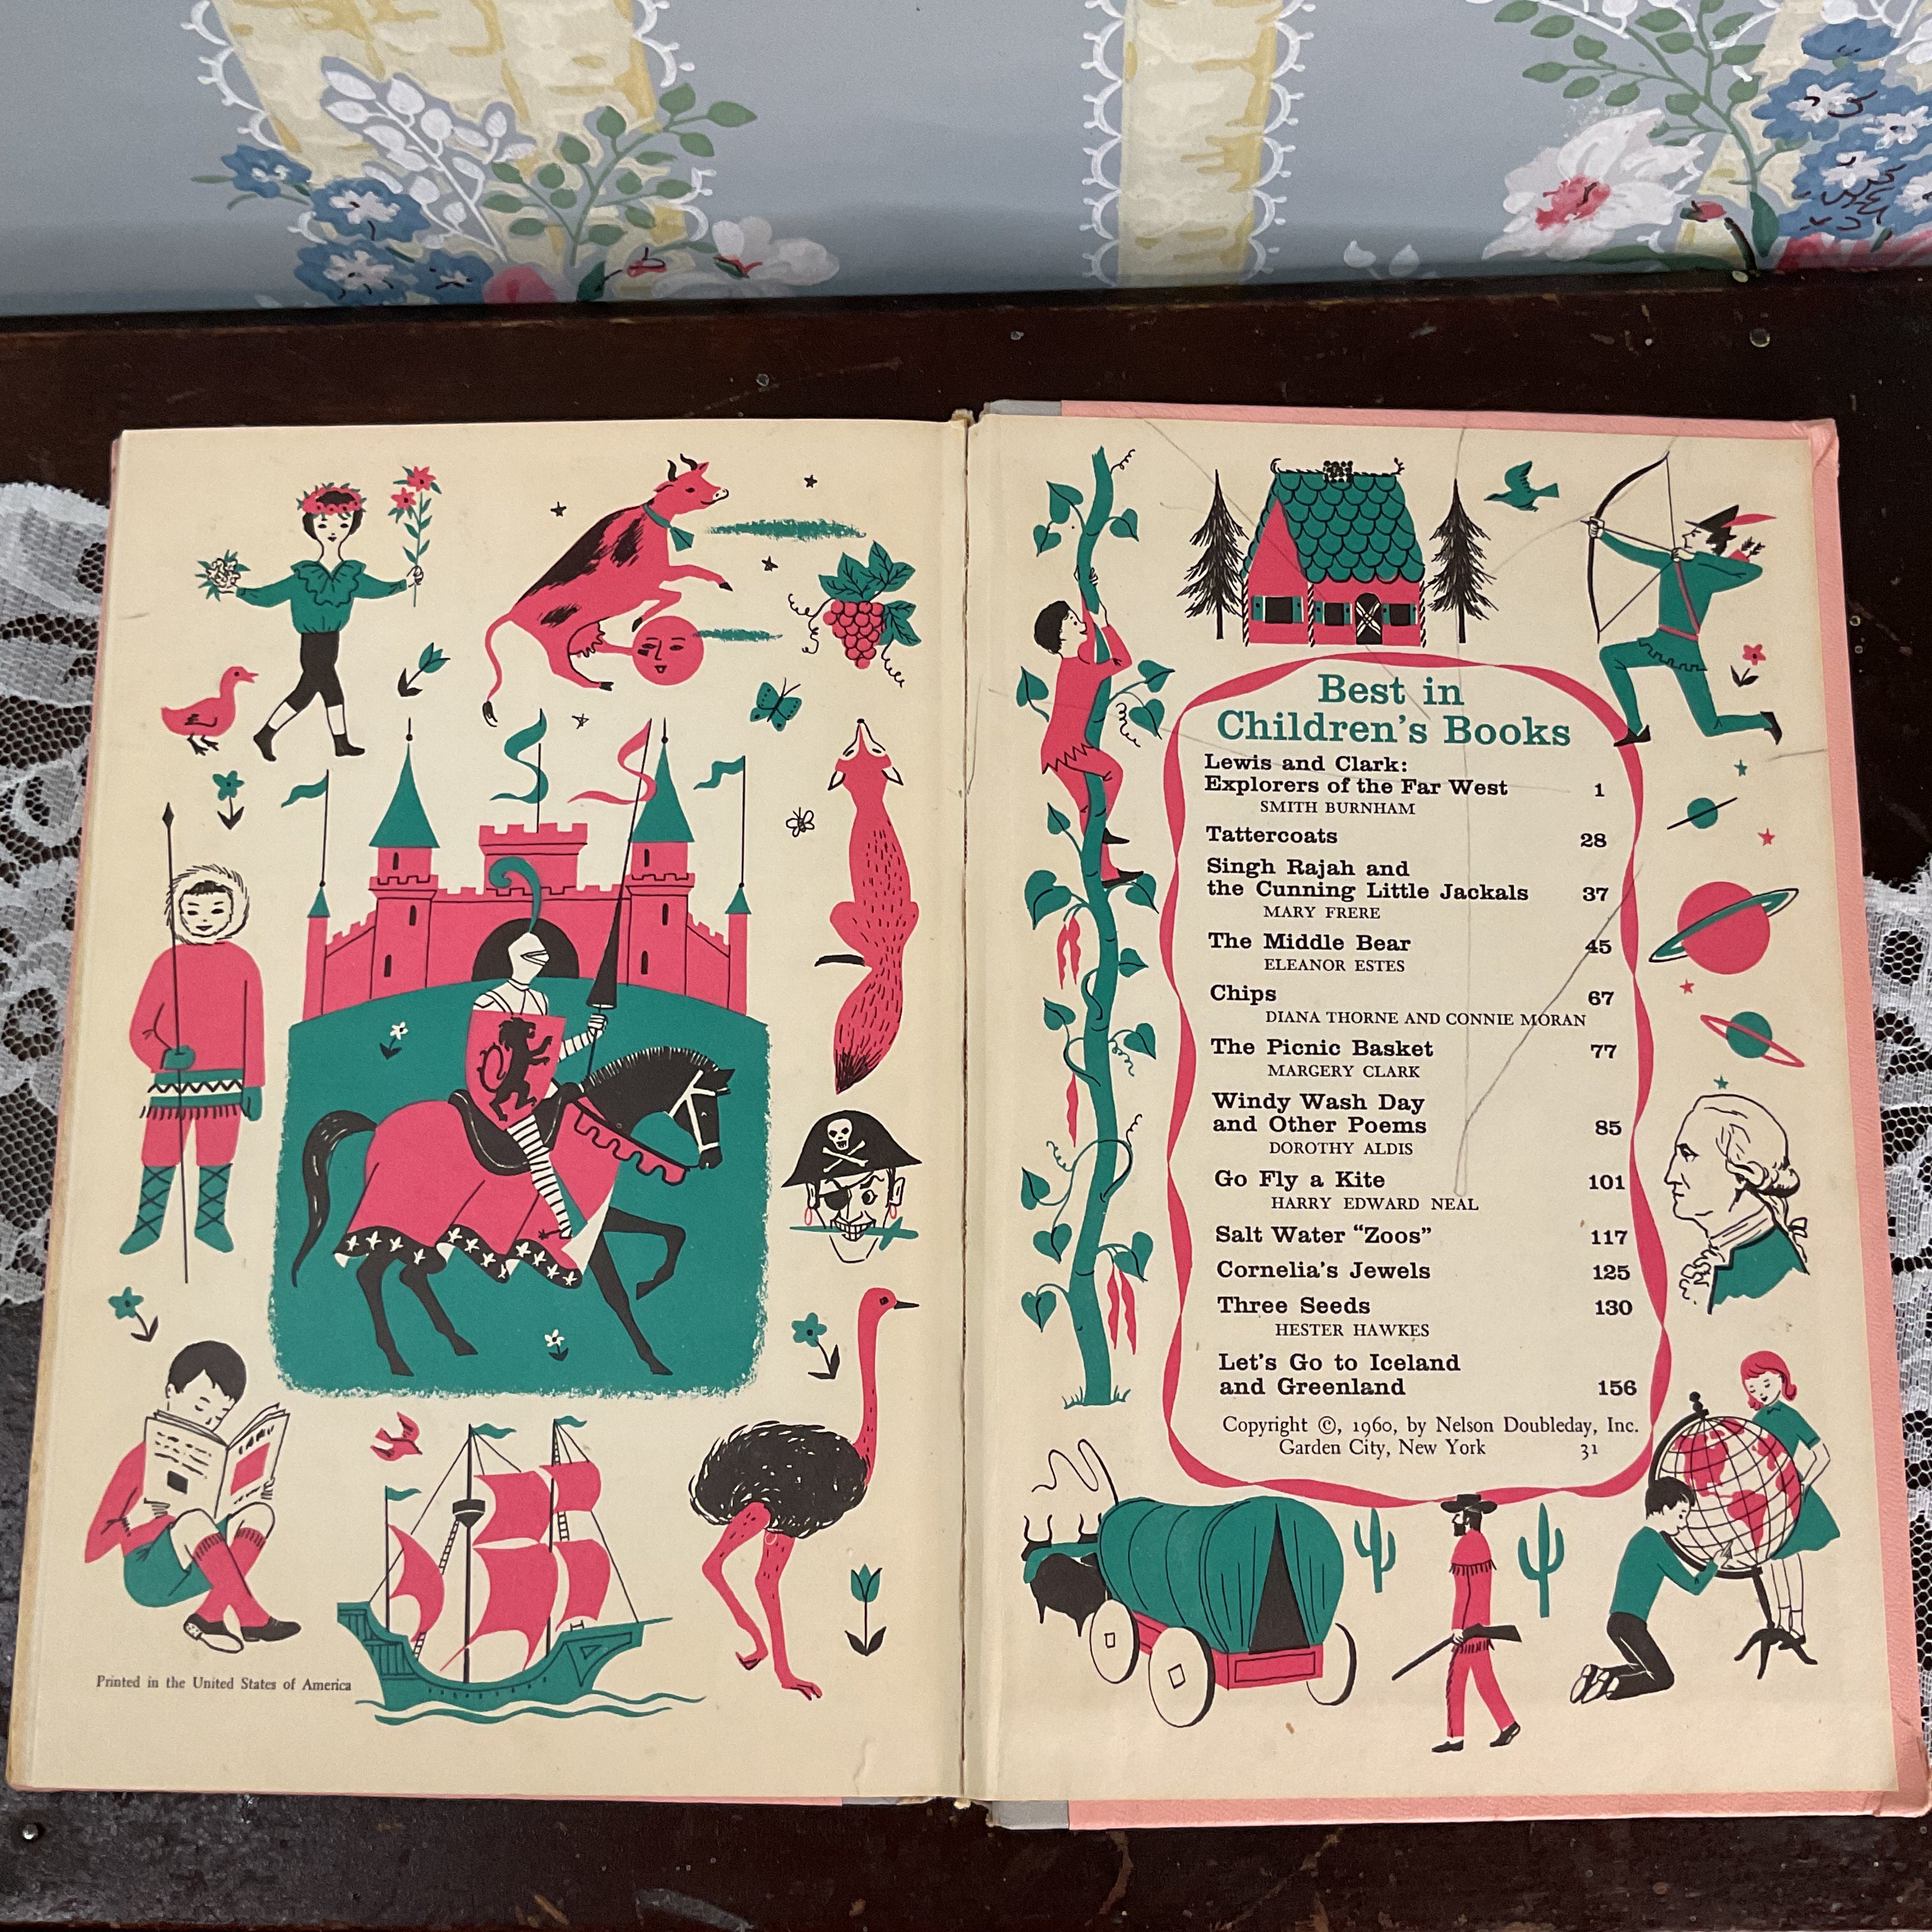 Printed in the United States of America
Best in
Children's Books
Lewis and Clark:
Explorers of the Far West 1
SMITH BURNHAM
Tattercoats 28
Singh Rajah and
the Cunning Little Jackals 37
MARY FRERE
The Middle Bear 45
ELEANOR ESTES
Chips 67
DIANA THORNE AND CONNIE MORAN
The Picnic Basket 77
MARGERY CLARK
Windy Wash Day
and Other Poems 85
DOROTHY ALDIS
Go Fly a Kite 101
HARRY EDWARD NEAL
Salt Water “Zoos” 117
Cornelia's Jewels 125
Three Seeds 130
HESTER HAWKES
Let's Go to Iceland
and Greenland 156
Copyright ©, 1960, by Nelson Doubleday, Inc.
Garden City, New York 31